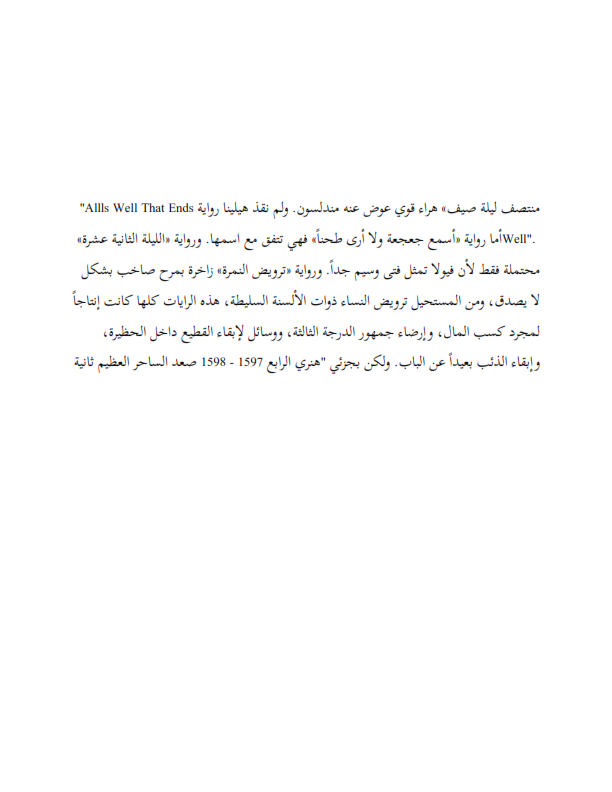 منتصف ليلة صيف» هراء قوي عوض عنه مندلسون. ولم نقذ هيلينا رواية "Allls Well That Ends
Well". أما رواية «أسمع جعجعة ولا أرى طحناً» فهي تتفق مع اسمها. ورواية «الليلة الثانية عشرة»
محتملة فقط لأن فيولا تمثل فتى وسيم جداً. ورواية «ترويض النمرة» زاخرة بمرح صاخب بشكل
لا يصدق، ومن المستحيل ترويض النساء ذوات الألسنة السليطة، هذه الرايات كلها كانت إنتاجاً
لمجرد كسب المال، وإرضاء جمهور الدرجة الثالثة، ووسائل لإبقاء القطيع داخل الحظيرة،
وإبقاء الذئب بعيداً عن الباب. ولكن بجزئي "هنري الرابع 1597 - 1598 صعد الساحر العظيم ثانية